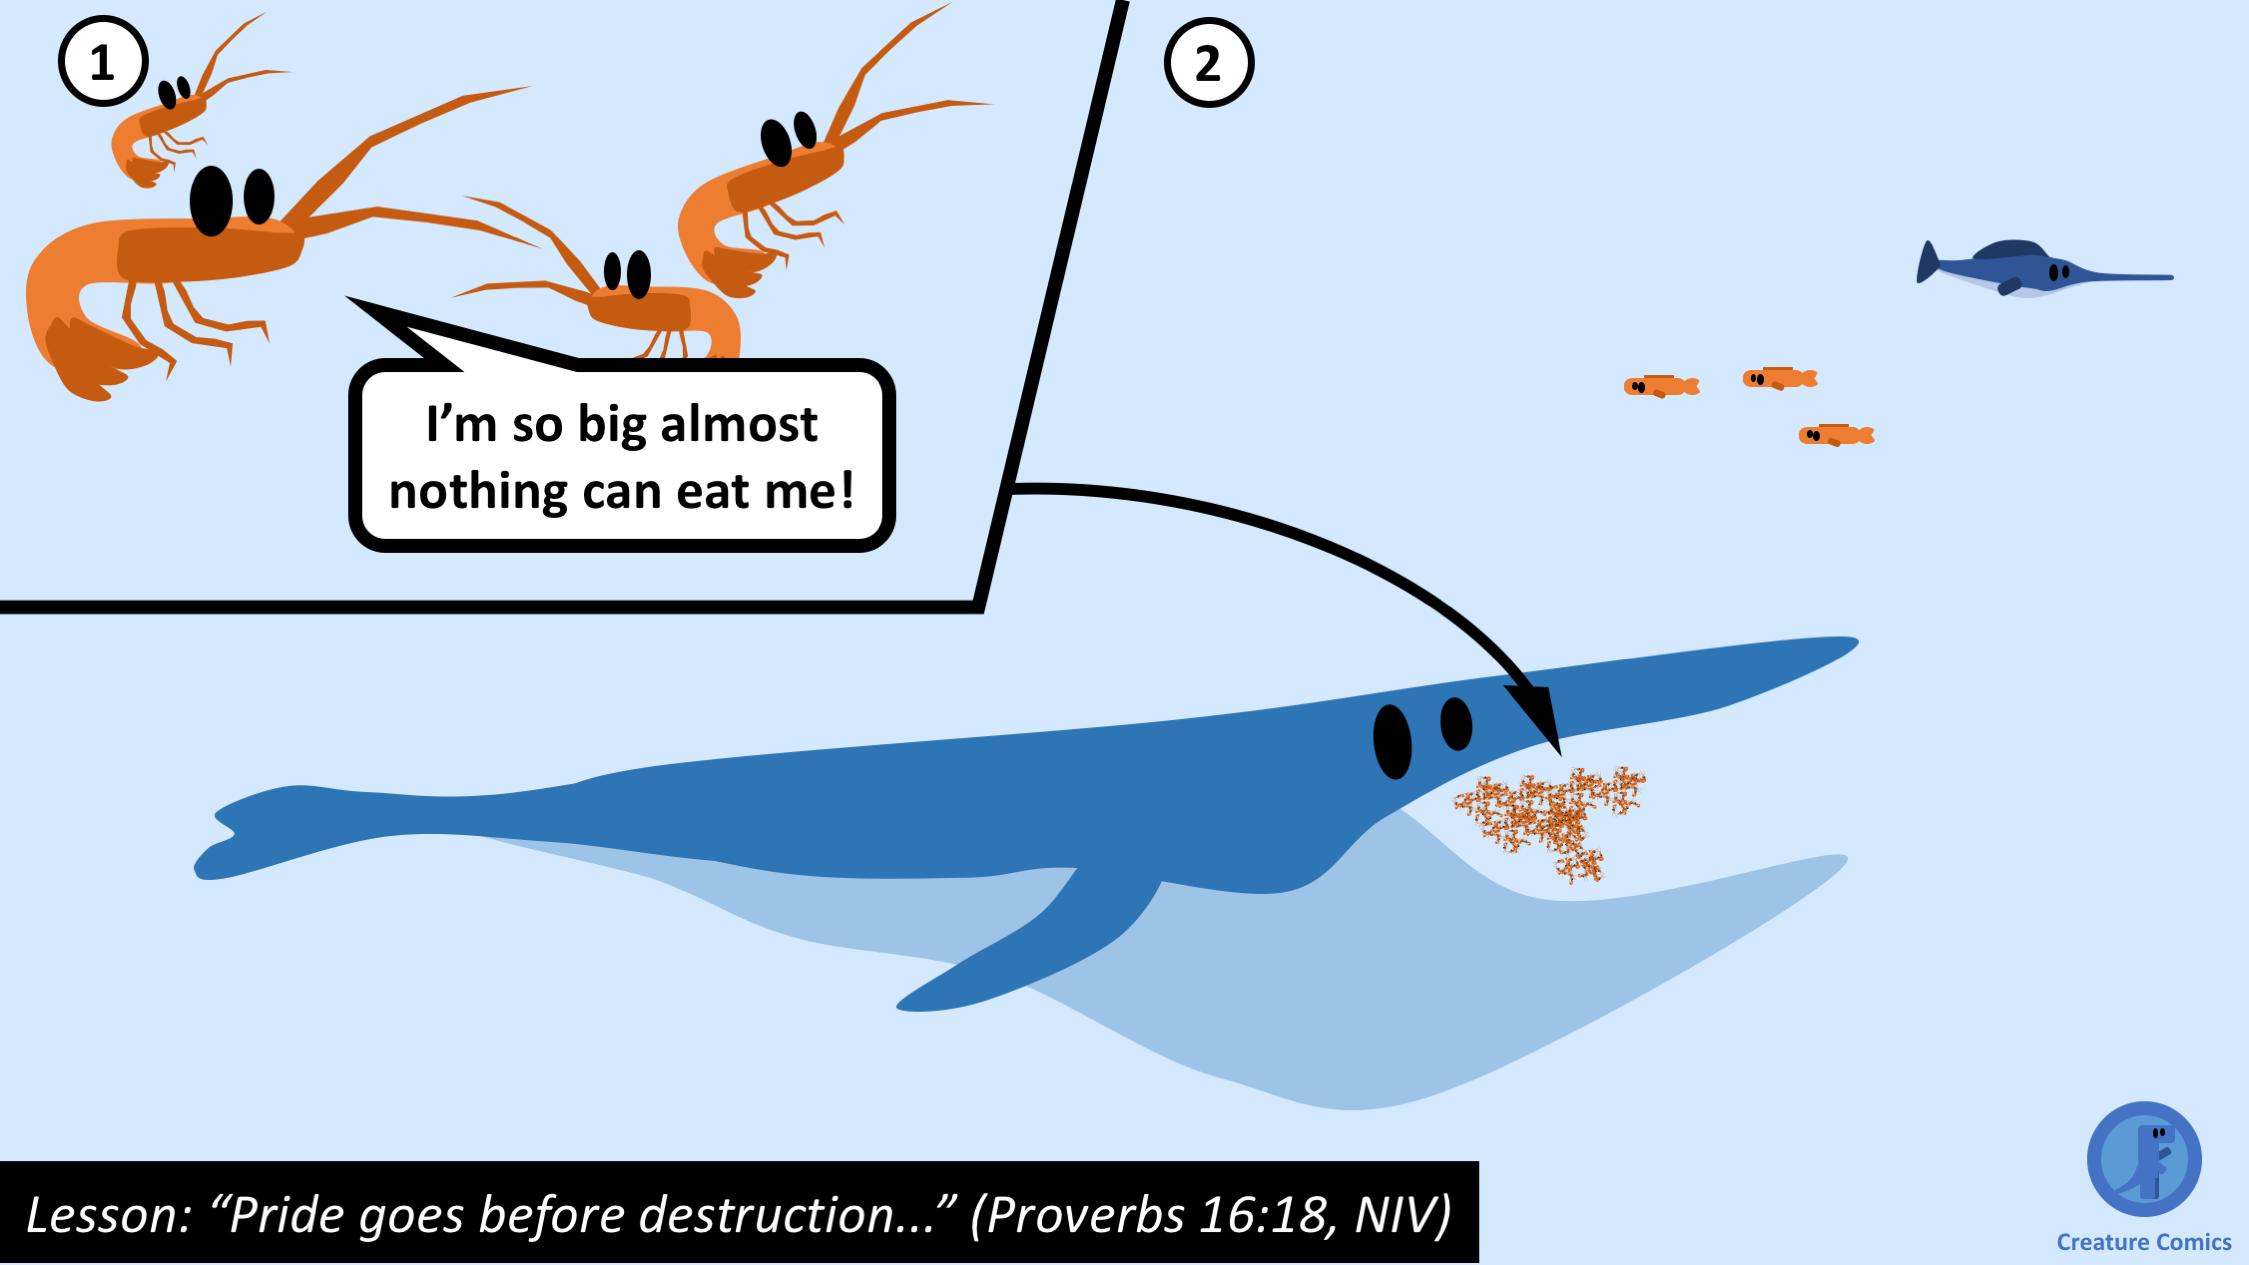 1
I’m so big almost
nothing can eat me!
2
Lesson: “Pride goes before destruction...” (Proverbs 16:18, NIV)
Creature Comics